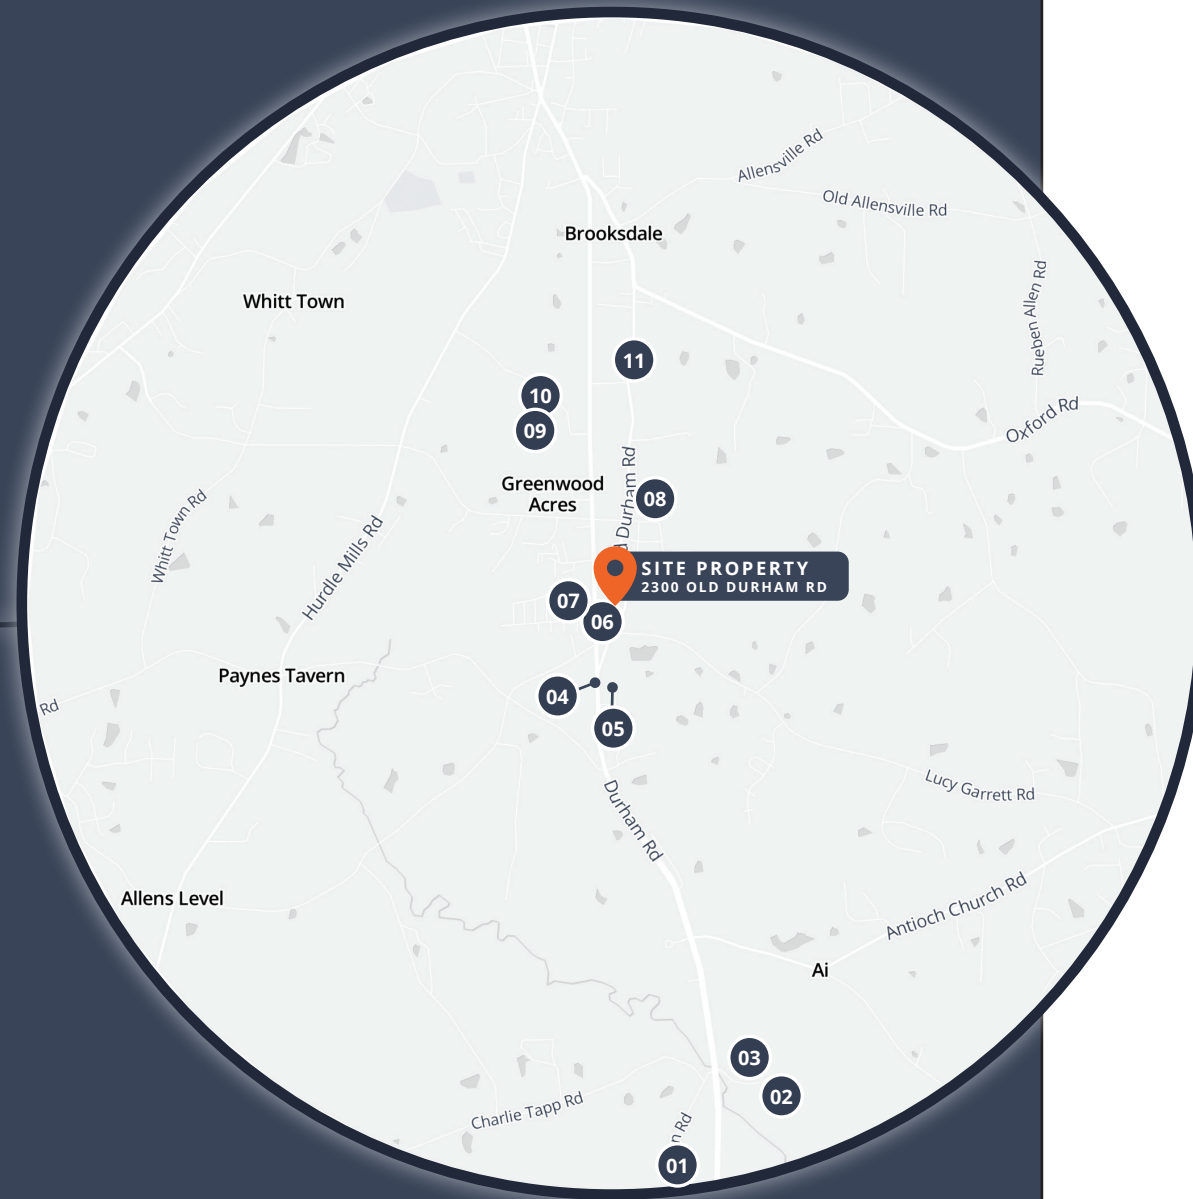 Allensville Rd
Old Allensville Rd
Brooksdale
Whitt Town
Rueben Allen Rd
11
10
Oxford Rd
09
Greenwood
Acres
Durham Rd
08
Whitt Town Rd
Hurdle Mills Rd
SITE PROPERTY
2300 OLD DURHAM RD
07
06
Paynes Tavern
04
Rd
05
Lucy Garrett Rd
Durham Rd
Allens Level
Antioch Church Rd
Ai
03
02
Charlie Tapp Rd
Rd
01